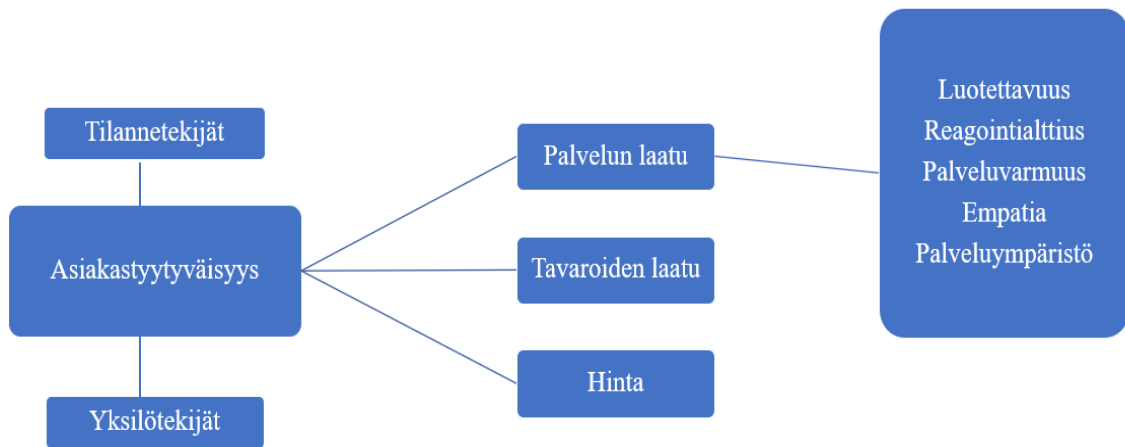 Tilannetekijät
Asiakastyytyväisyys
Yksilötekijät
Palvelun laatu
Tavaroiden laatu
Hinta
Luotettavuus
Reagointialttius
Palveluvarmuus
Empatia
Palveluympäristö